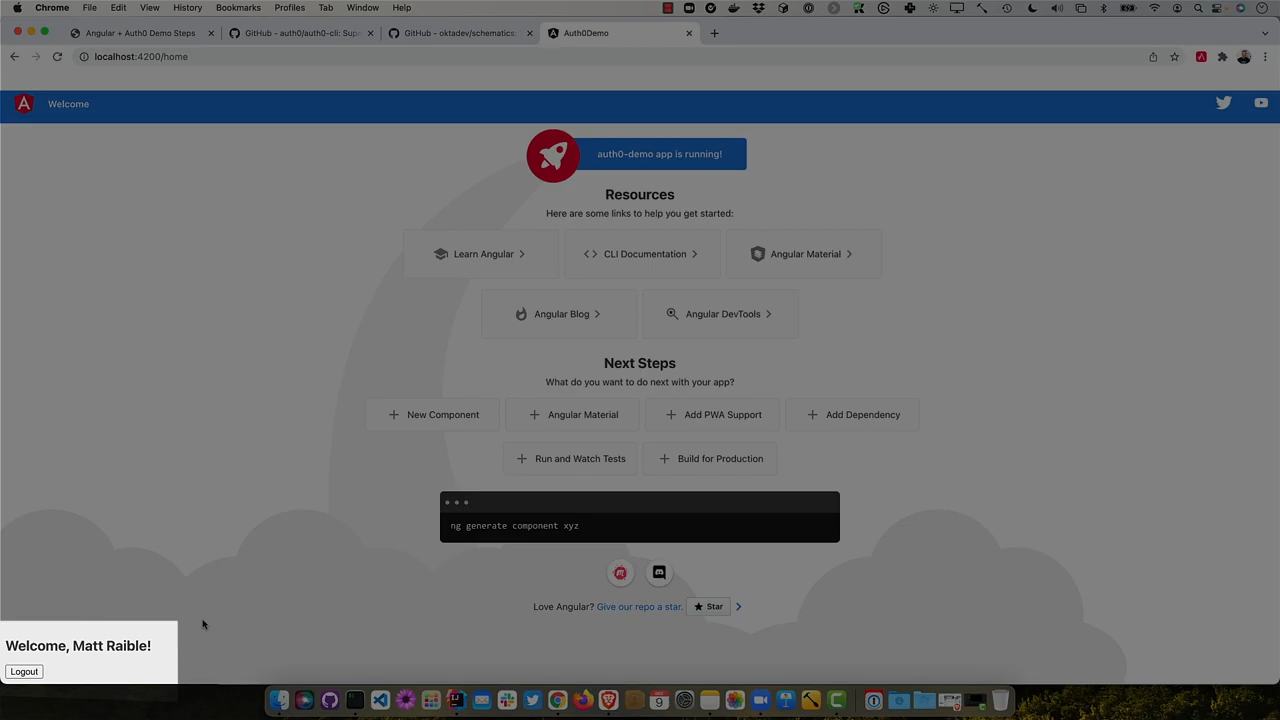 Chrome File Edit View History Bookmarks Profiles Tab Window Help
Angular + Auth0 Demo Steps
GitHub - auth0/auth0-cli: Supe
GitHub - oktadev/schematics:
Auth0Demo
localhost:4200/home
Welcome
auth0-demo app is running!
Resources
Here are some links to help you get started:
Learn Angular
CLI Documentation
Angular Material
Angular Blog
Angular DevTools
Next Steps
What do you want to do next with your app?
New Component
Angular Material
Add PWA Support
Add Dependency
Run and Watch Tests
Build for Production
ng generate component xyz
Love Angular? Give our repo a star. Star
Welcome, Matt Raible!
Logout
9